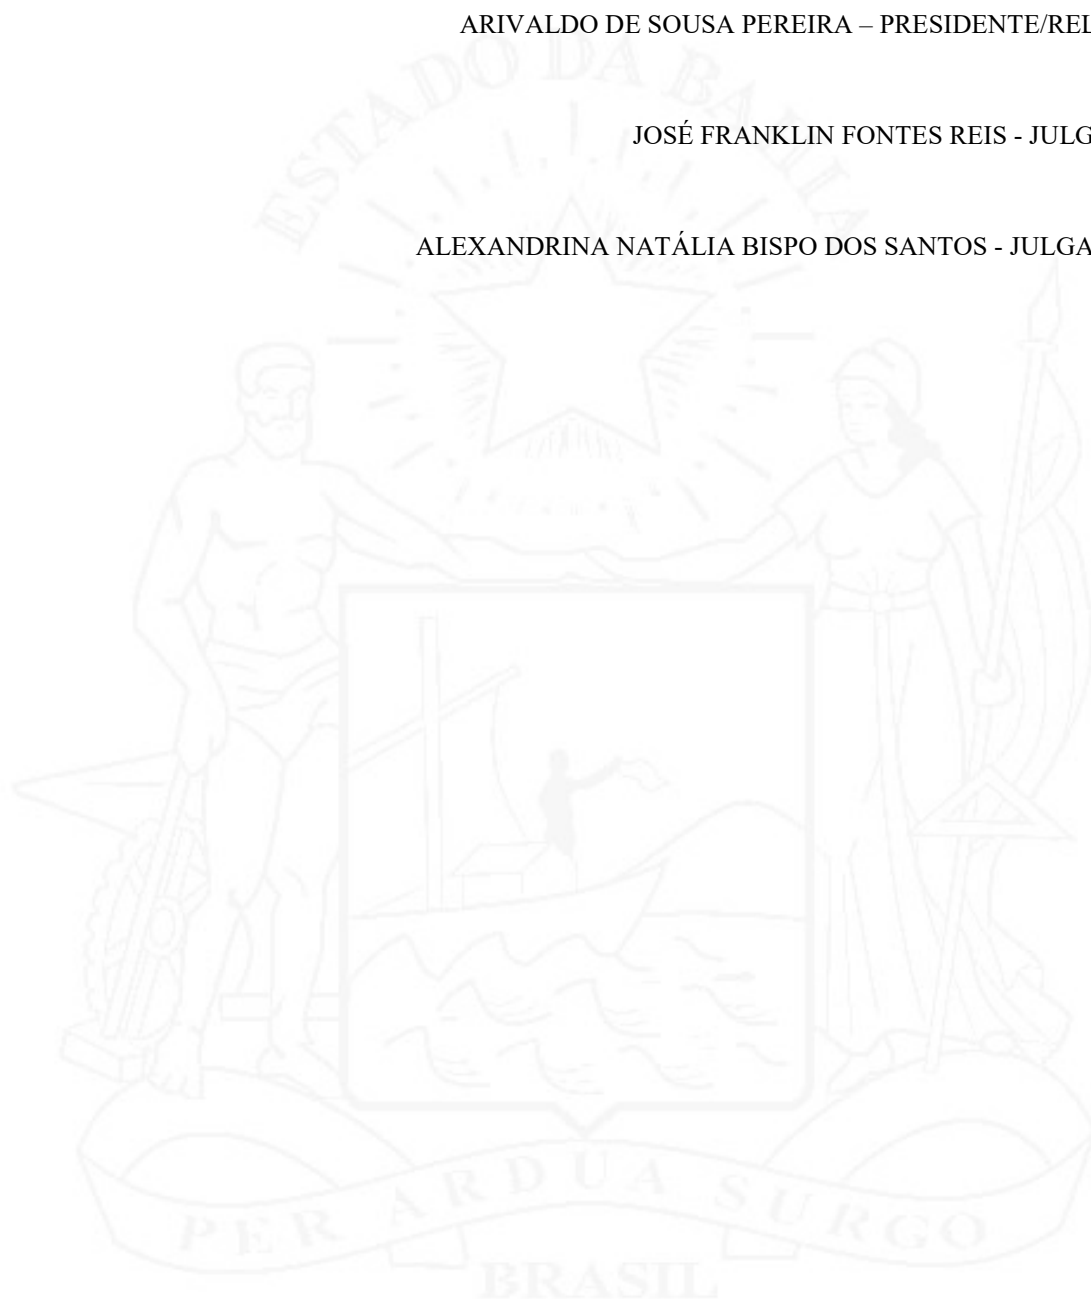 ARIVALDO DE SOUSA PEREIRA – PRESIDENTE/REL
JOSÉ FRANKLIN FONTES REIS - JULG
ALEXANDRINA NATÁLIA BISPO DOS SANTOS - JULGA
ESTADO DA BAHIA
PER ARDUA SURGO
BRASIL